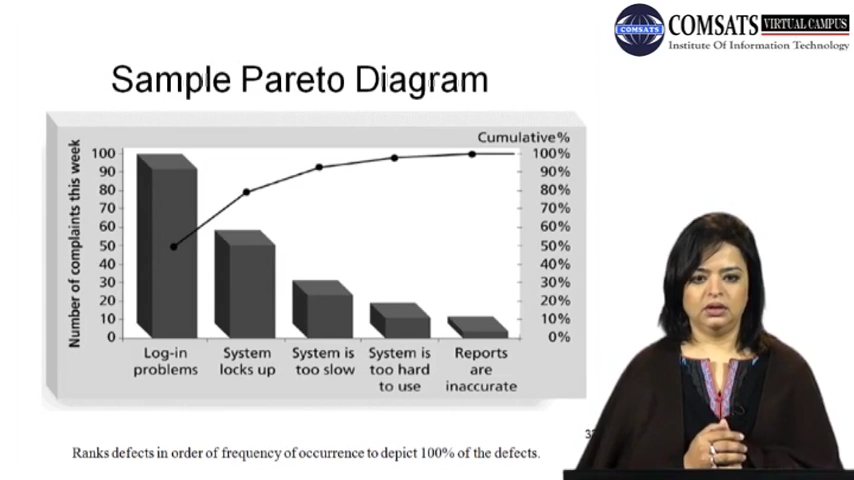 COMSATS VIRTUAL CAMPUS
COMSATS
Institute Of Information Technology
Sample Pareto Diagram
Cumulative%
Number of complaints this week
100
90
80
70
60
50
40
30
20
10
0
100%
90%
80%
70%
60%
50%
40%
30%
20%
10%
0%
Log-in
problems
System
locks up
System is
too slow
System is
too hard
to use
Reports
are
inaccurate
Ranks defects in order of frequency of occurrence to depict 100% of the defects.